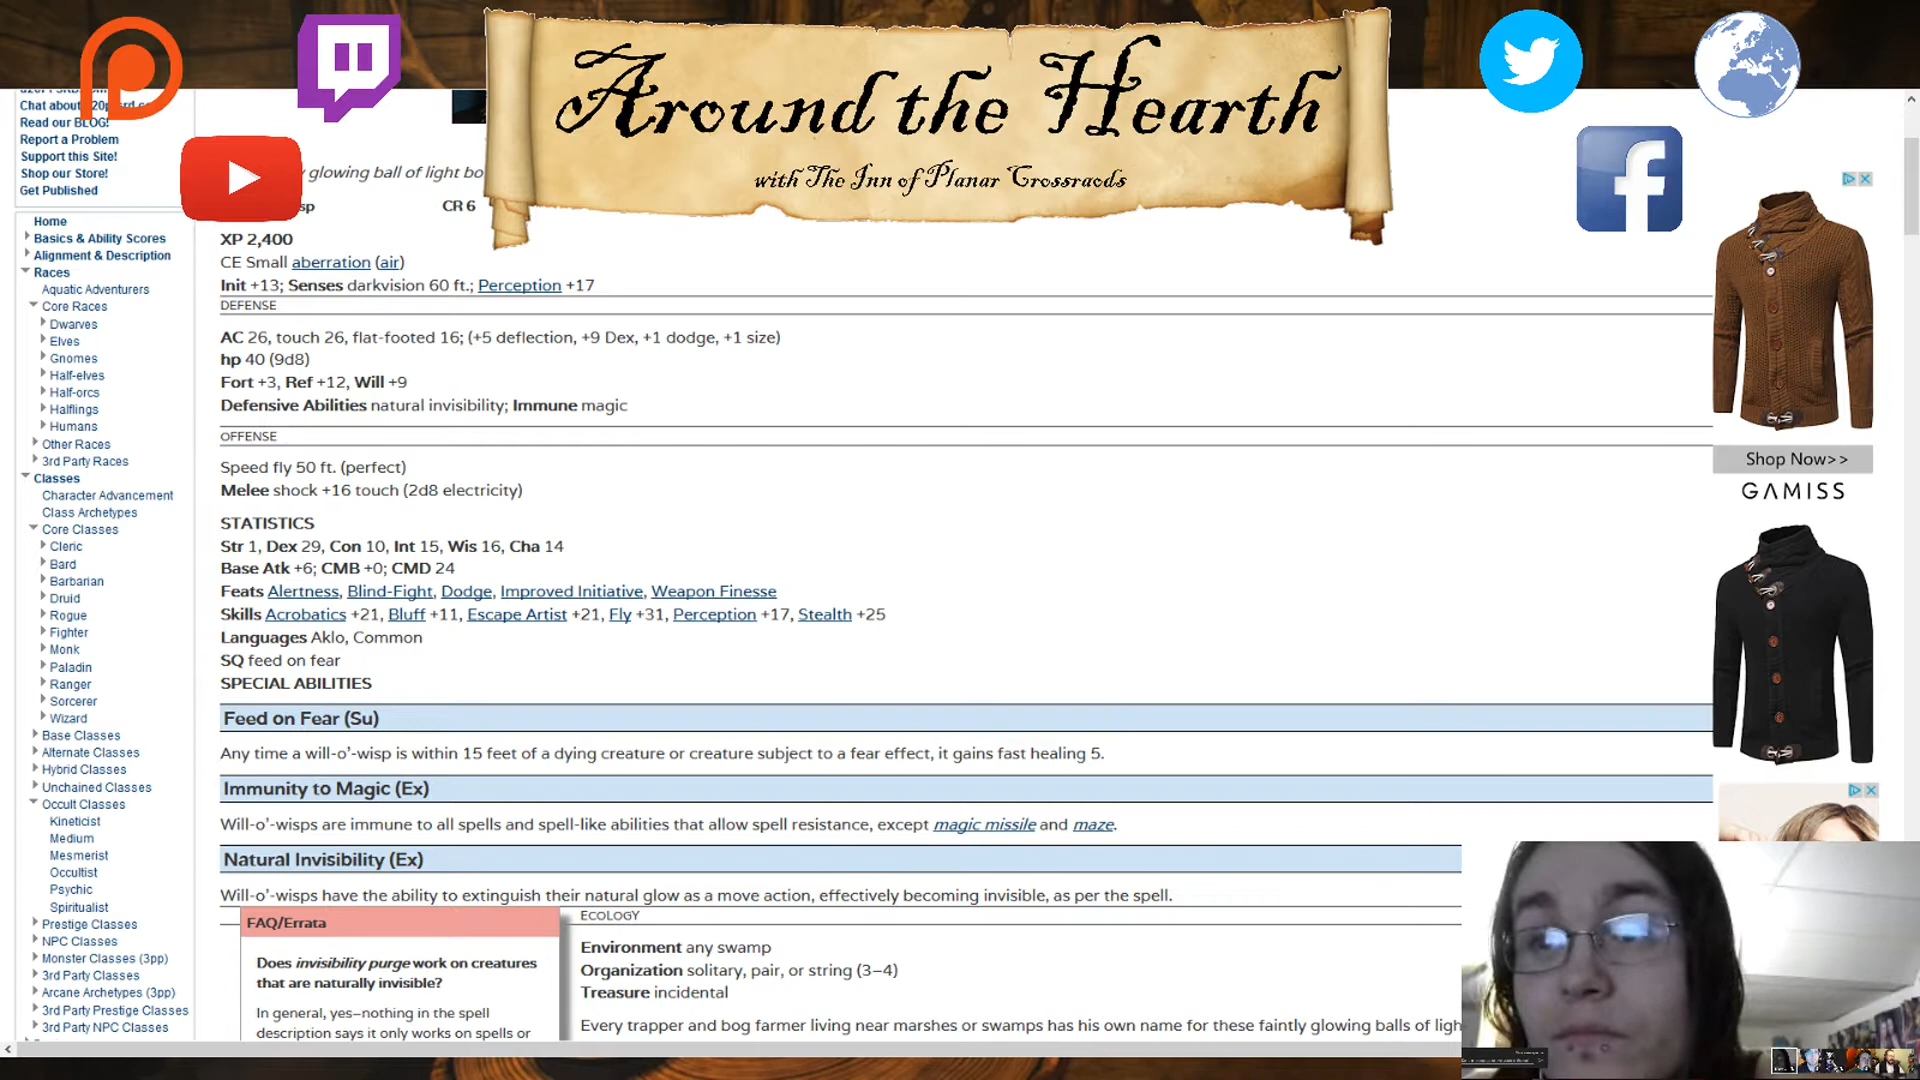 Around the Hearth
with The Inn of Planar Crossraods
Chat about
Read our BLOG!
Report a Problem
Support this Site!
Shop our Store!
Get Published
Home
Basics & Ability Scores
Alignment & Description
Races
Aquatic Adventurers
Core Races
Dwarves
Elves
Gnomes
Half-elves
Half-orcs
Halflings
Humans
Other Races
3rd Party Races
Classes
Character Advancement
Class Archetypes
Core Classes
Cleric
Bard
Barbarian
Druid
Rogue
Fighter
Monk
Paladin
Ranger
Sorcerer
Wizard
Base Classes
Alternate Classes
Hybrid Classes
Unchained Classes
Occult Classes
Kineticist
Medium
Mesmerist
Occultist
Psychic
Spiritualist
Prestige Classes
NPC Classes
Monster Classes (3pp)
3rd Party Classes
Arcane Archetypes (3pp)
3rd Party Prestige Classes
3rd Party NPC Classes
glowing ball of light bo
sp CR 6
XP 2,400
CE Small aberration (air)
Init +13; Senses darkvision 60 ft.; Perception +17
DEFENSE
AC 26, touch 26, flat-footed 16; (+5 deflection, +9 Dex, +1 dodge, +1 size)
hp 40 (9d8)
Fort +3, Ref +12, Will +9
Defensive Abilities natural invisibility; Immune magic
OFFENSE
Speed fly 50 ft. (perfect)
Melee shock +16 touch (2d8 electricity)
STATISTICS
Str 1, Dex 29, Con 10, Int 15, Wis 16, Cha 14
Base Atk +6; CMB +0; CMD 24
Feats Alertness, Blind-Fight, Dodge, Improved Initiative, Weapon Finesse
Skills Acrobatics +21, Bluff +11, Escape Artist +21, Fly +31, Perception +17, Stealth +25
Languages Aklo, Common
SQ feed on fear
SPECIAL ABILITIES
Feed on Fear (Su)
Any time a will-o'-wisp is within 15 feet of a dying creature or creature subject to a fear effect, it gains fast healing 5.
Immunity to Magic (Ex)
Will-o'-wisps are immune to all spells and spell-like abilities that allow spell resistance, except magic missile and maze.
Natural Invisibility (Ex)
Will-o'-wisps have the ability to extinguish their natural glow as a move action, effectively becoming invisible, as per the spell.
FAQ/Errata
Does invisibility purge work on creatures
that are naturally invisible?
In general, yes–nothing in the spell
description says it only works on spells or
ECOLOGY
Environment any swamp
Organization solitary, pair, or string (3–4)
Treasure incidental
Every trapper and bog farmer living near marshes or swamps has his own name for these faintly glowing balls of ligh
Shop Now>>
GAMISS